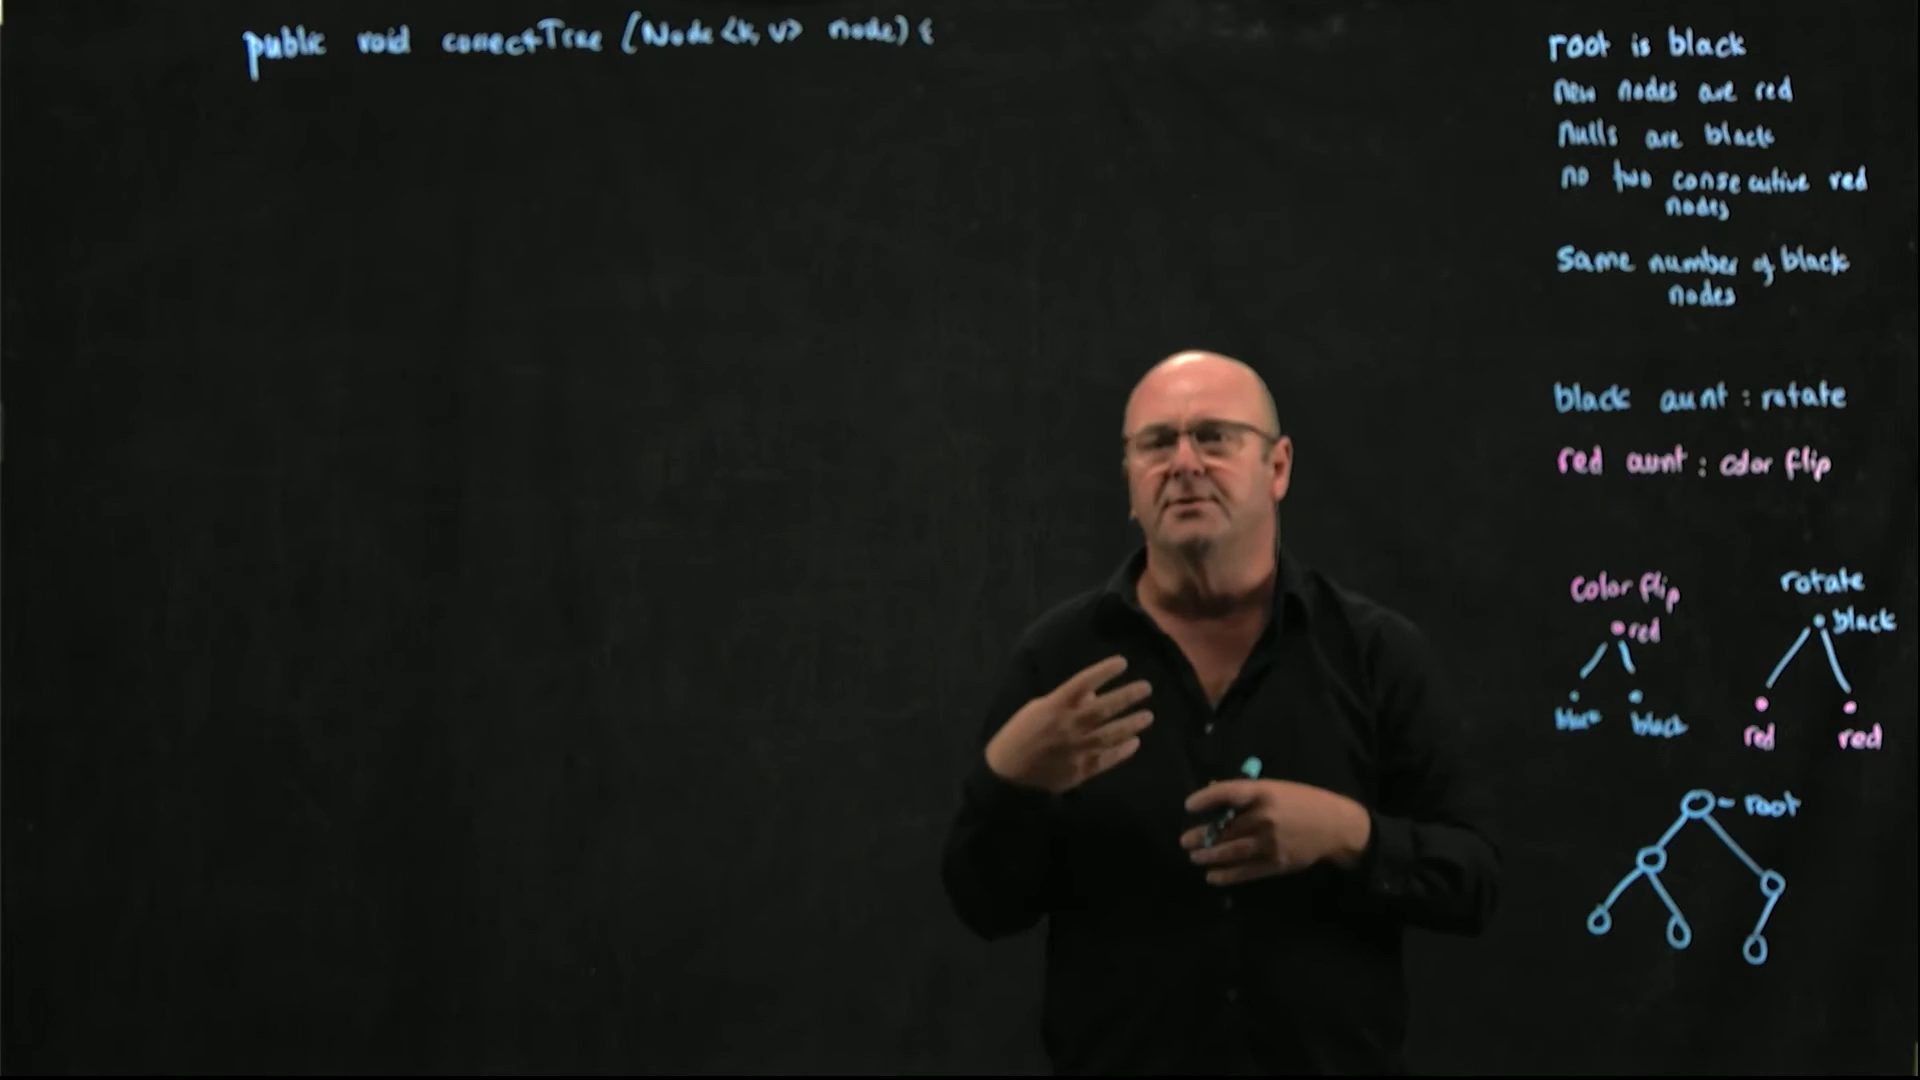 public void correctTree (Node <k, v> node) {
root is black
new nodes are red
nulls are black
no two consecutive red
nodes
Same number of black
nodes
black aunt : rotate
red aunt : color flip
color flip
rotate
red
black
black
black
red
red
root